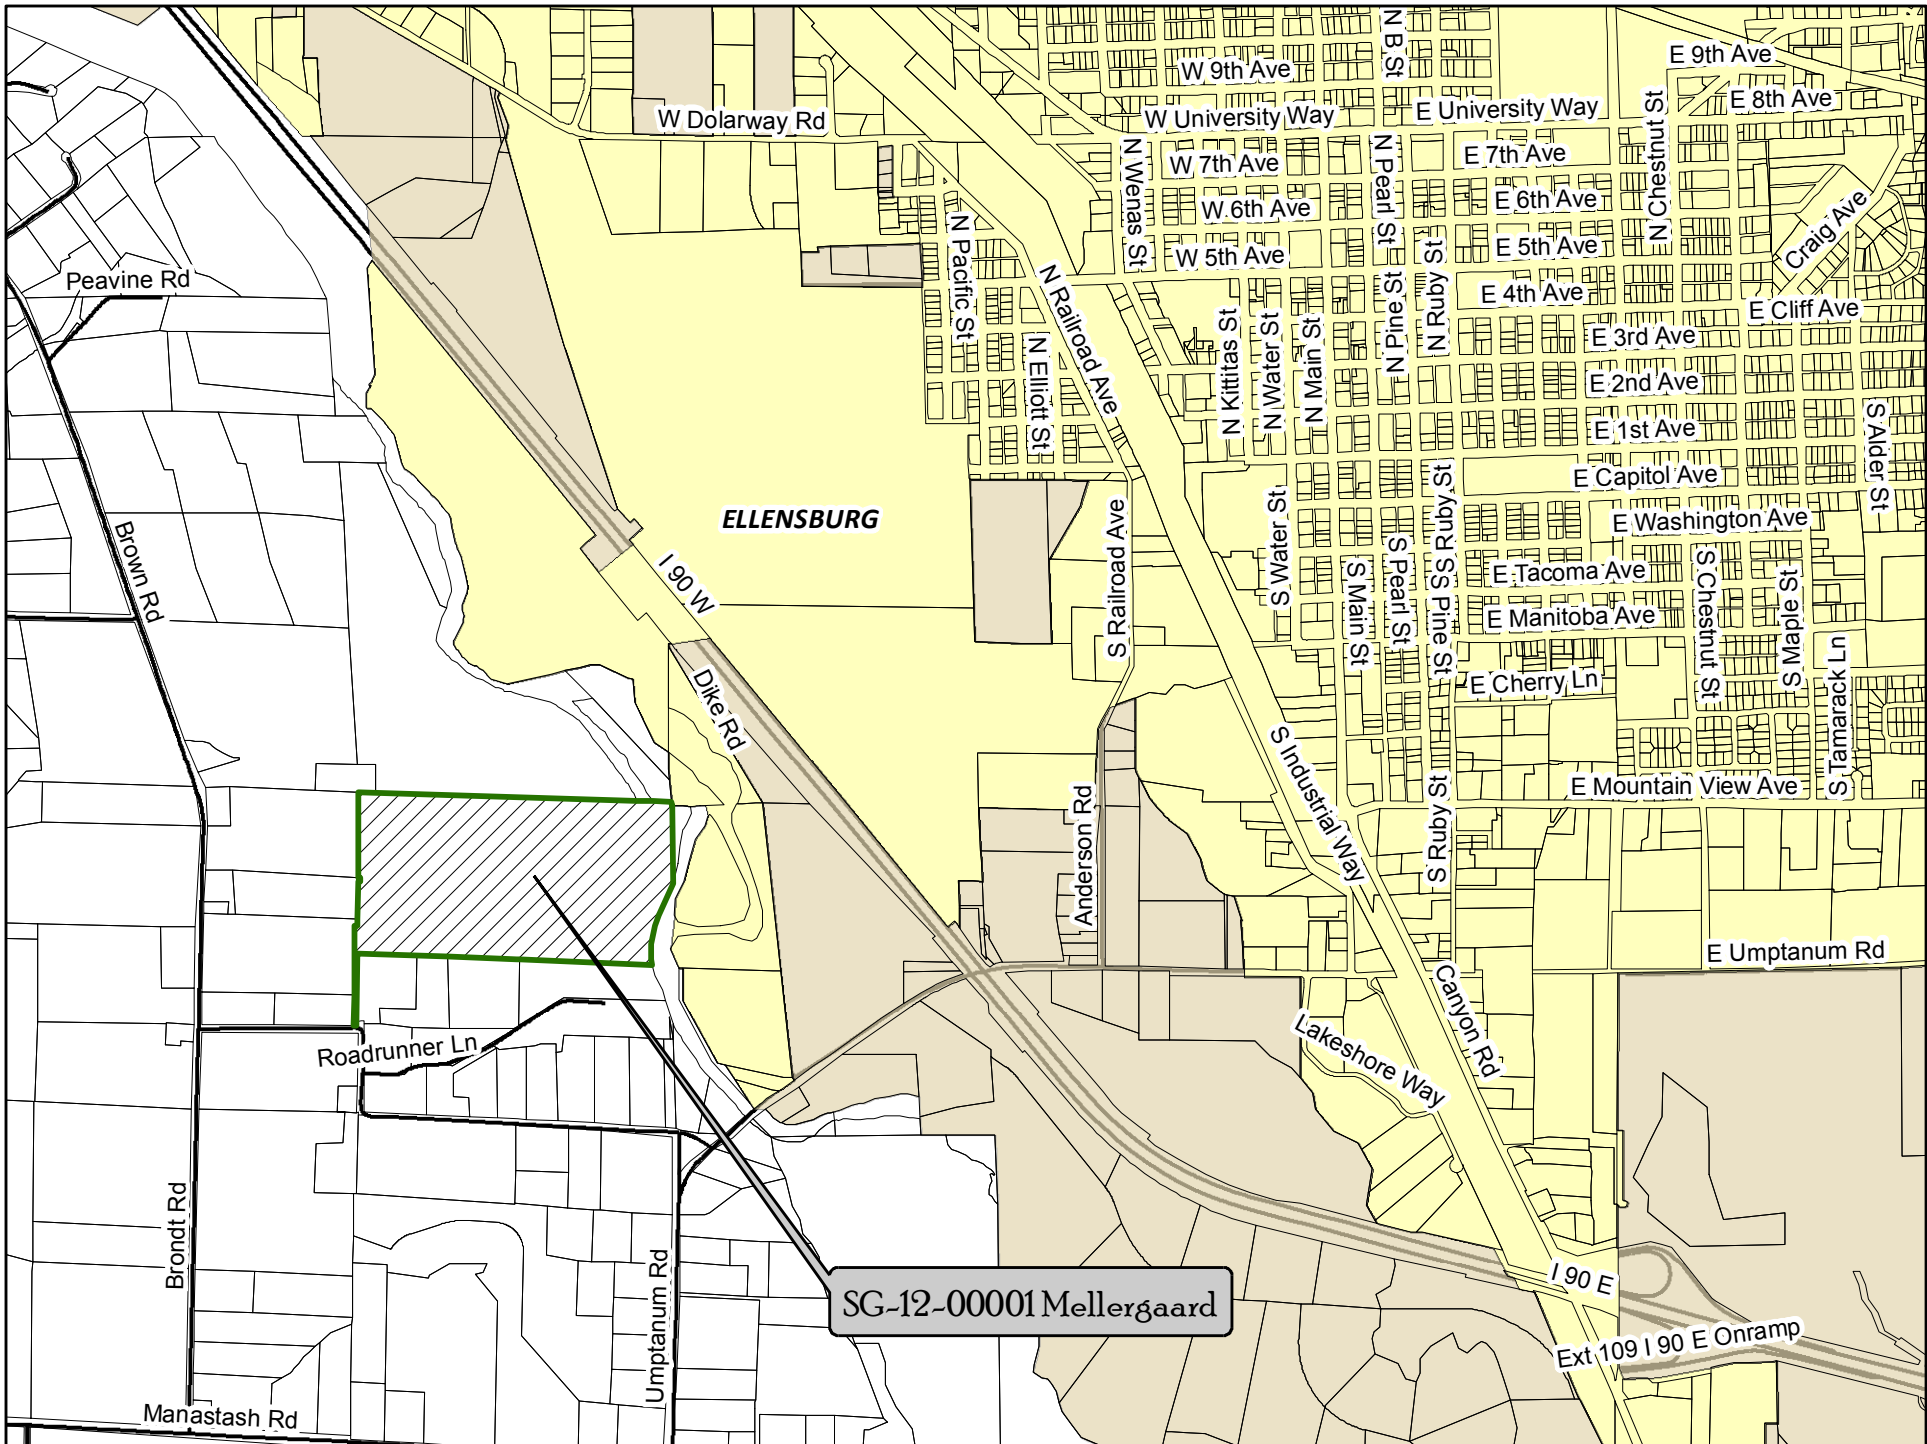 N B St
E 9th Ave
W 9th Ave
E 8th Ave
W Dolarway Rd
W University Way
E University Way
N Chestnut St
N Wenas St
W 7th Ave
N Pearl St
E 7th Ave
W 6th Ave
E 6th Ave
Craig Ave
N Pacific St
W 5th Ave
E 5th Ave
N Ruby St
Peavine Rd
N Railroad Ave
N Pine St
E 4th Ave
E Cliff Ave
N Kittitas St
N Water St
N Main St
E 3rd Ave
N Elliott St
E 2nd Ave
E 1st Ave
S Alder St
E Capitol Ave
ELLENSBURG
S Water St
S Ruby St
E Washington Ave
Brown Rd
I 90 W
S Railroad Ave
S Main St
S Pearl St
S Pine St
E Tacoma Ave
S Chestnut St
S Maple St
E Manitoba Ave
Dike Rd
E Cherry Ln
S Tamarack Ln
S Industrial Way
E Mountain View Ave
Anderson Rd
S Ruby St
E Umptanum Rd
Canyon Rd
Roadrunner Ln
Lakeshore Way
Brondt Rd
Umptanum Rd
I 90 E
SG-12-00001 Mellergaard
Ext 109 I 90 E Onramp
Manastash Rd